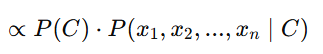 ∝ P(C) · P(x₁, x₂, ..., xₙ | C)